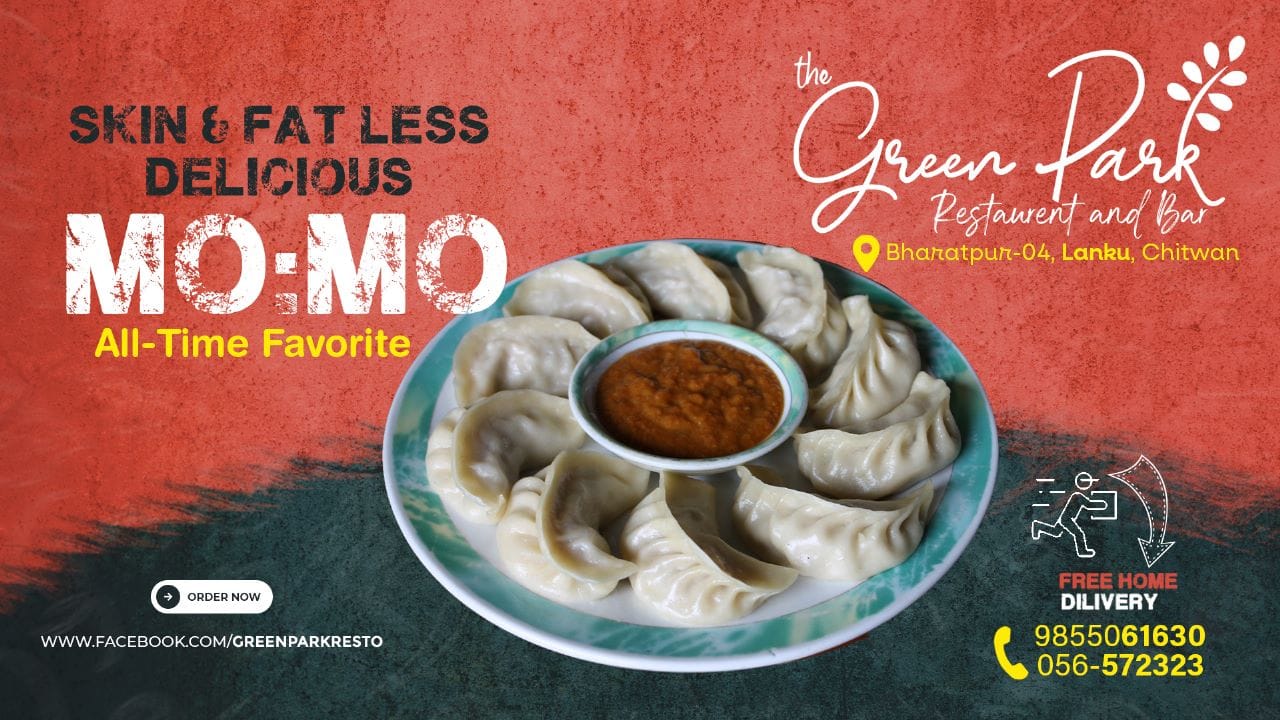 SKIN & FAT LESS
DELICIOUS
MO:MO
All-Time Favorite
the
Green Park
Restaurent and Bar
Bharatpur-04, Lanku, Chitwan
ORDER NOW
WWW.FACEBOOK.COM/GREENPARKRESTO
FREE HOME
DILIVERY
9855061630
056-572323